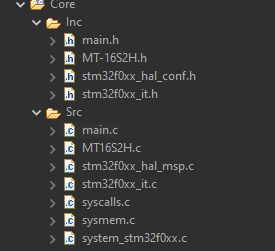 Core
Inc
main.h
MT-16S2H.h
stm32f0xx_hal_conf.h
stm32f0xx_it.h
Src
main.c
MT16S2H.c
stm32f0xx_hal_msp.c
stm32f0xx_it.c
syscalls.c
sysmem.c
system_stm32f0xx.c